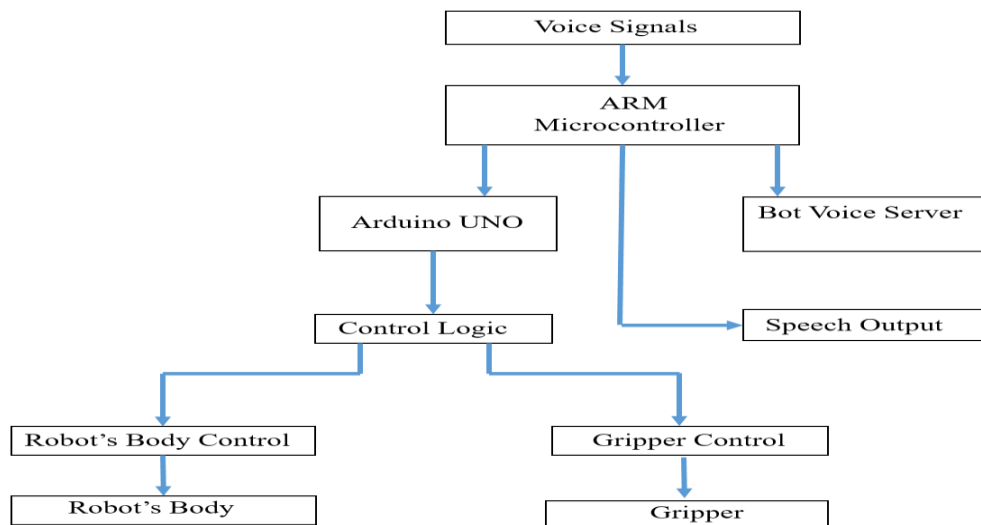 Voice Signals
ARM
Microcontroller
Arduino UNO
Bot Voice Server
Control Logic
Speech Output
Robot’s Body Control
Gripper Control
Robot’s Body
Gripper